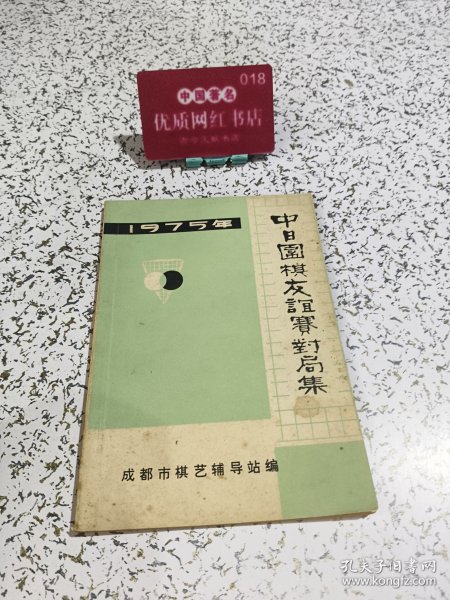 018
中国著名
优质网红书店
1975年
中日圍棋友誼賽對局集
成都市棋艺辅导站编
孔夫子旧书网
www.kongfz.com